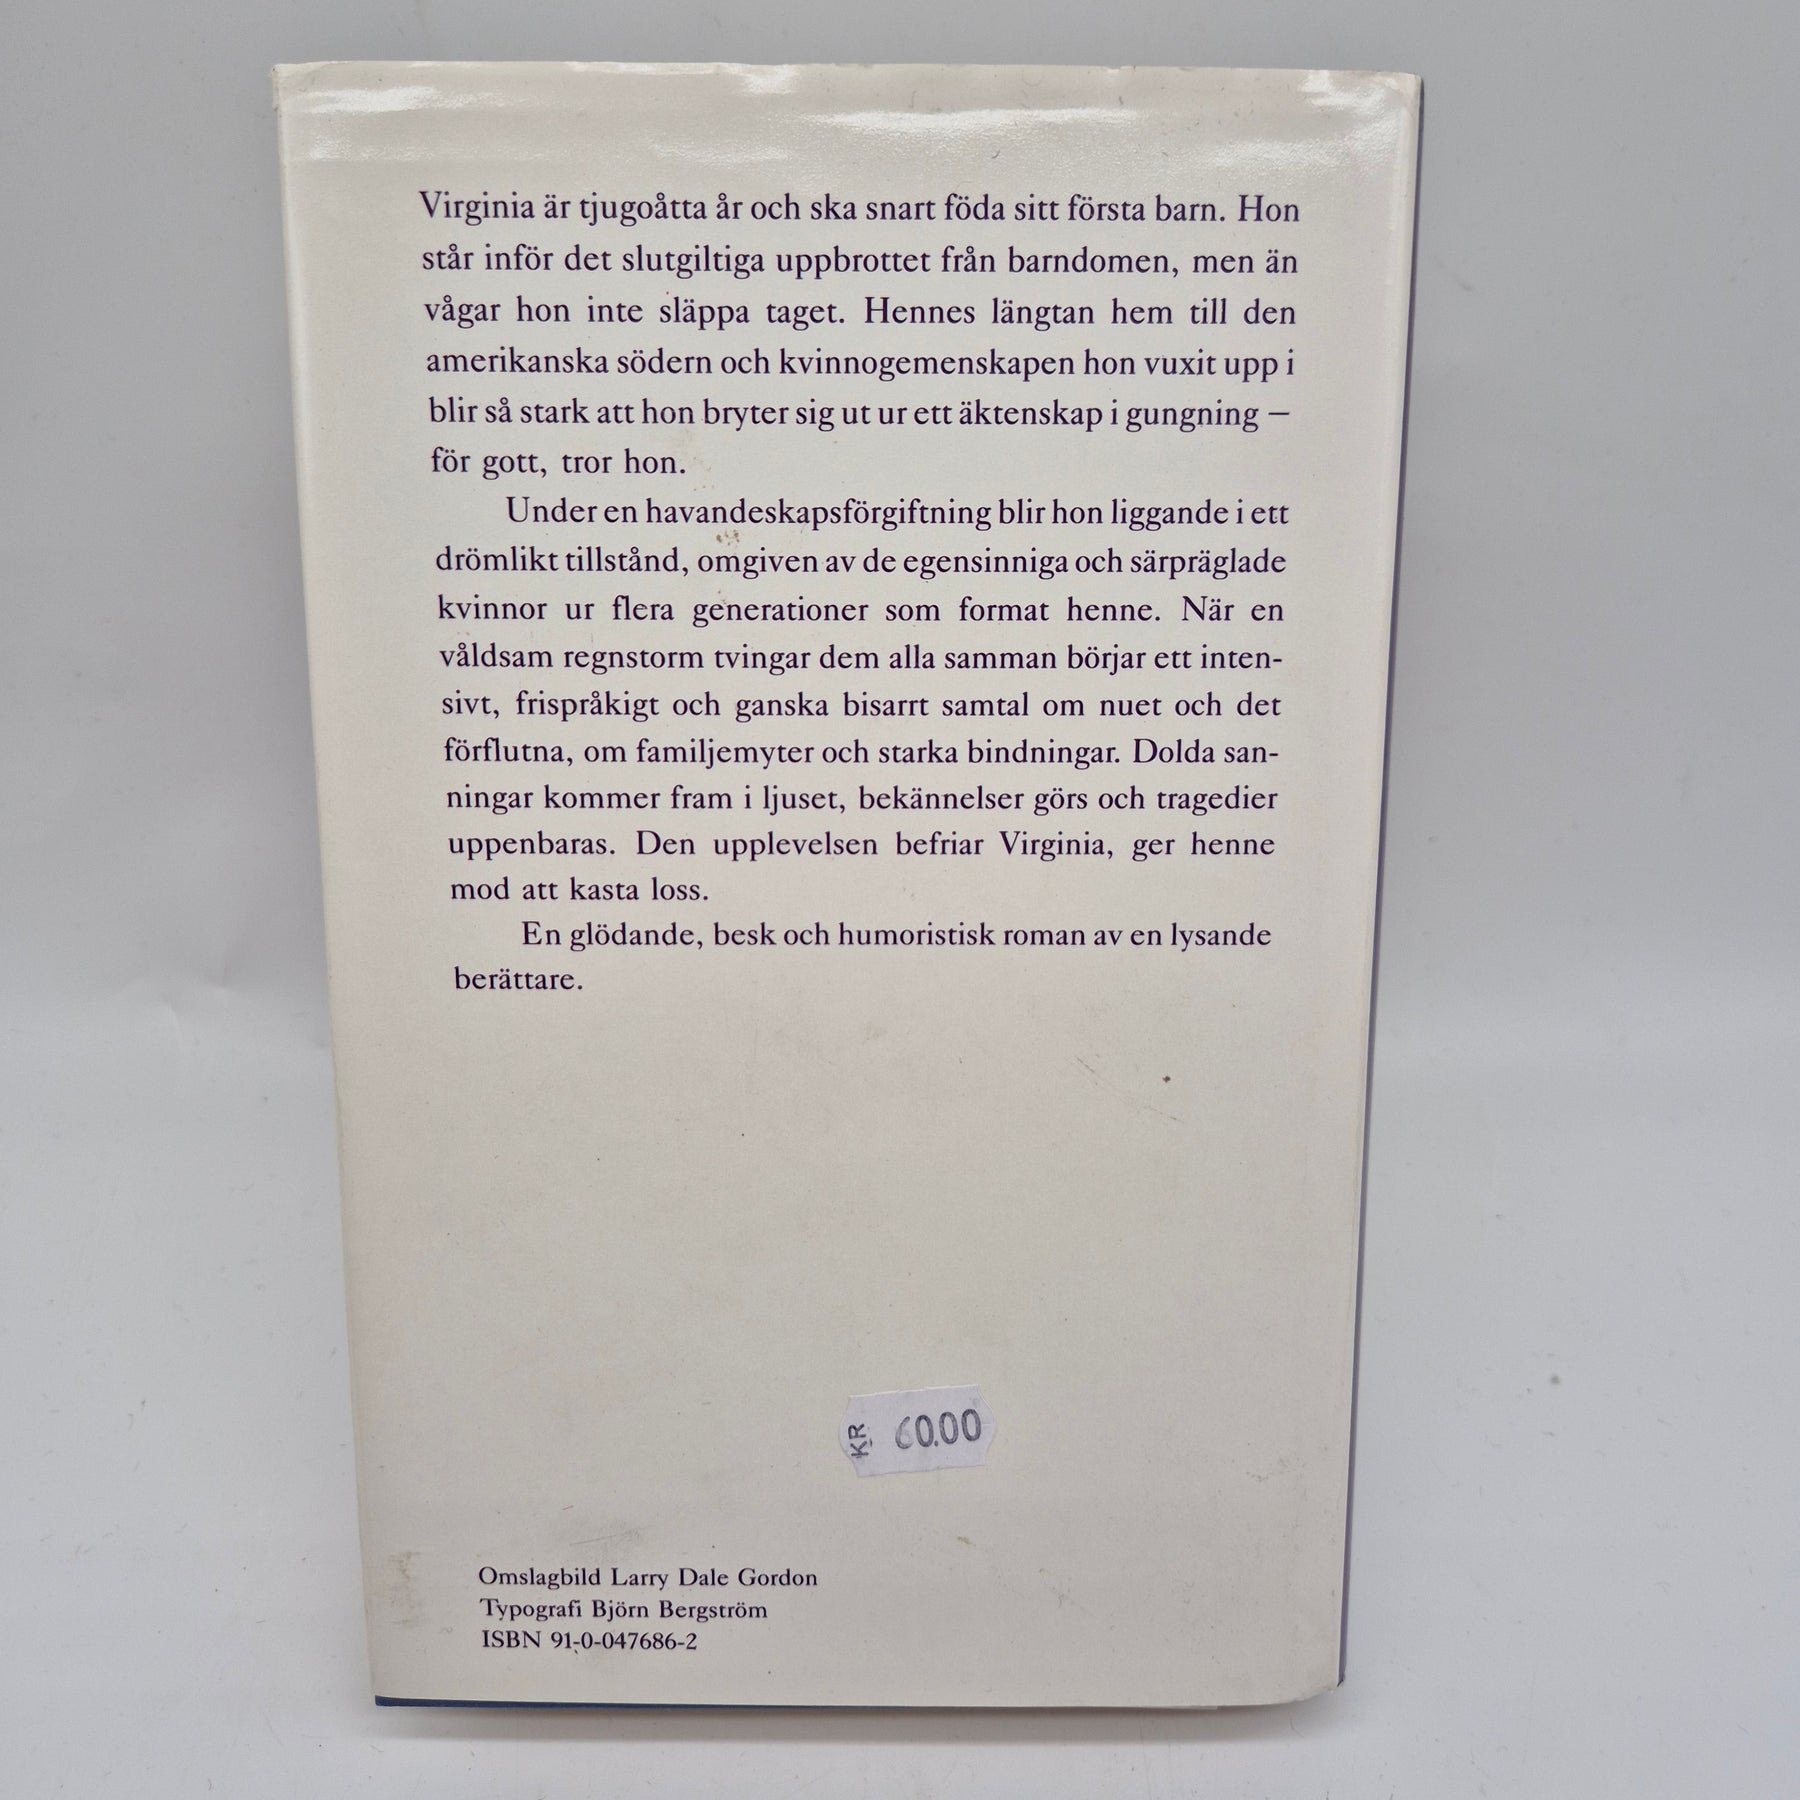 Virginia är tjugoåtta år och ska snart föda sitt första barn. Hon
står inför det slutgiltiga uppbrottet från barndomen, men än
vågar hon inte släppa taget. Hennes längtan hem till den
amerikanska södern och kvinnogemenskapen hon vuxit upp i
blir så stark att hon bryter sig ut ur ett äktenskap i gungning –
för gott, tror hon.
Under en havandeskapsförgiftning blir hon liggande i ett
drömlikt tillstånd, omgiven av de egensinniga och särpräglade
kvinnor ur flera generationer som format henne. När en
våldsam regnstorm tvingar dem alla samman börjar ett inten-
sivt, frispråkigt och ganska bisarrt samtal om nuet och det
förflutna, om familjemyter och starka bindningar. Dolda san-
ningar kommer fram i ljuset, bekännelser görs och tragedier
uppenbaras. Den upplevelsen befriar Virginia, ger henne
mod att kasta loss.
En glödande, besk och humoristisk roman av en lysande
berättare.
KR 60.00
Omslagbild Larry Dale Gordon
Typografi Björn Bergström
ISBN 91-0-047686-2